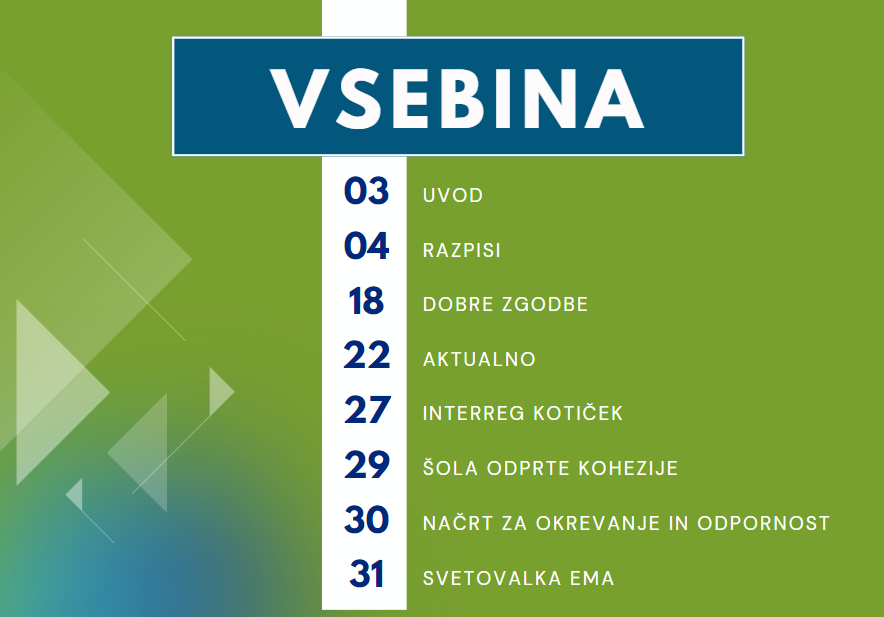 VSEBINA
03 UVOD
04 RAZPISI
18 DOBRE ZGODBE
22 AKTUALNO
27 INTERREG KOTIČEK
29 ŠOLA ODPRTE KOHEZIJE
30 NAČRT ZA OKREVANJE IN ODPORNOST
31 SVETOVALKA EMA